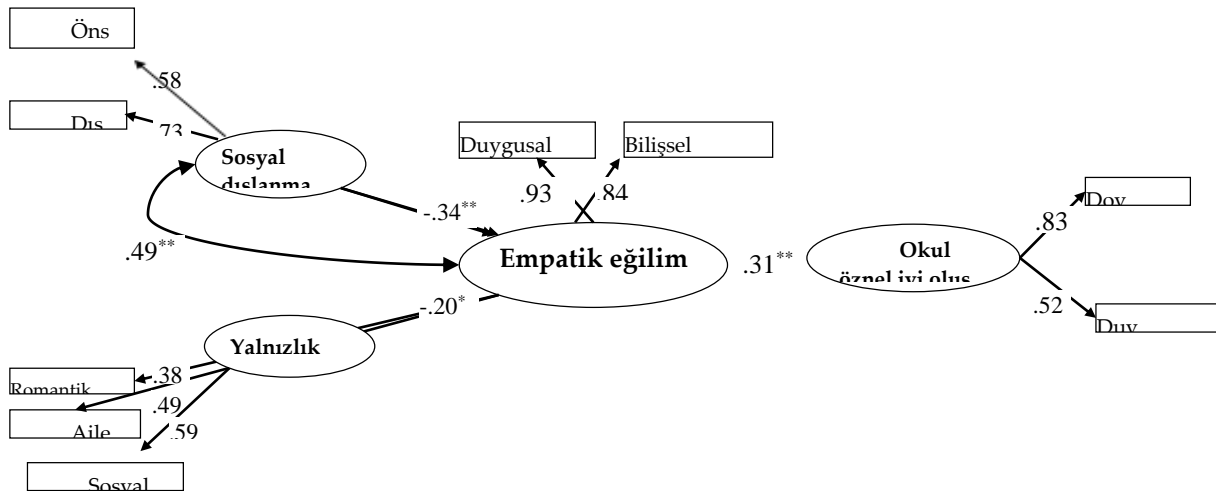 Öns
.58
Dış
.73
Sosyal
dışlanma
Duygusal
Bilişsel
.93
.84
-.34**
.49**
Empatik eğilim
.31**
Okul
öznel iyi oluş
.83
.52
-.20*
Yalnızlık
Romantik
.38
.49
Aile
.59
Sosyal